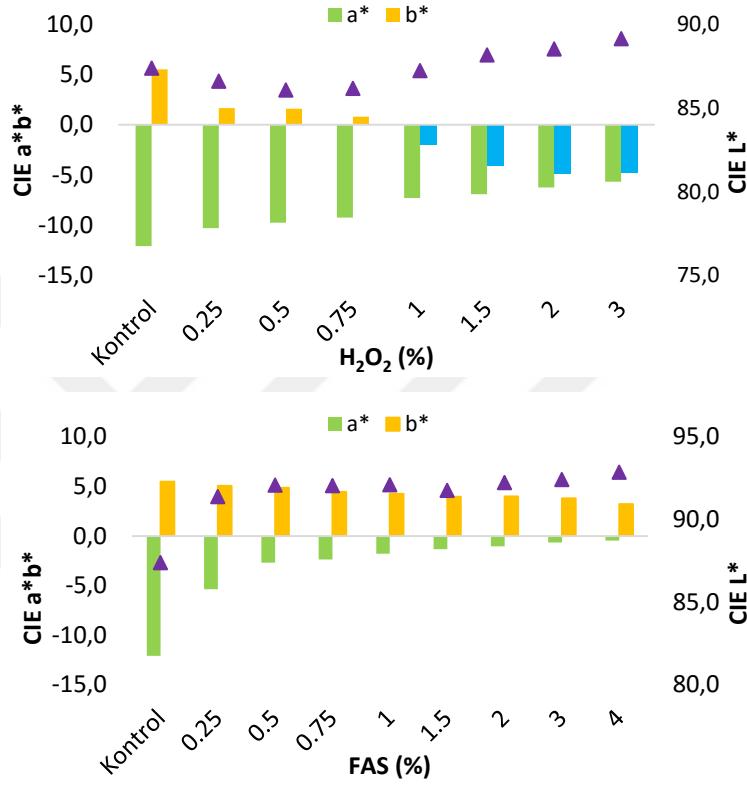 a* b*
10,0
5,0
0,0
-5,0
-10,0
-15,0
CIE a*b*
90,0
85,0
80,0
75,0
CIE L*
Kontrol 0.25 0.5 0.75 1 1.5 2 3
H₂O₂ (%)
a* b*
10,0
5,0
0,0
-5,0
-10,0
-15,0
CIE a*b*
95,0
90,0
85,0
80,0
CIE L*
Kontrol 0.25 0.5 0.75 1 1.5 2 3 4
FAS (%)